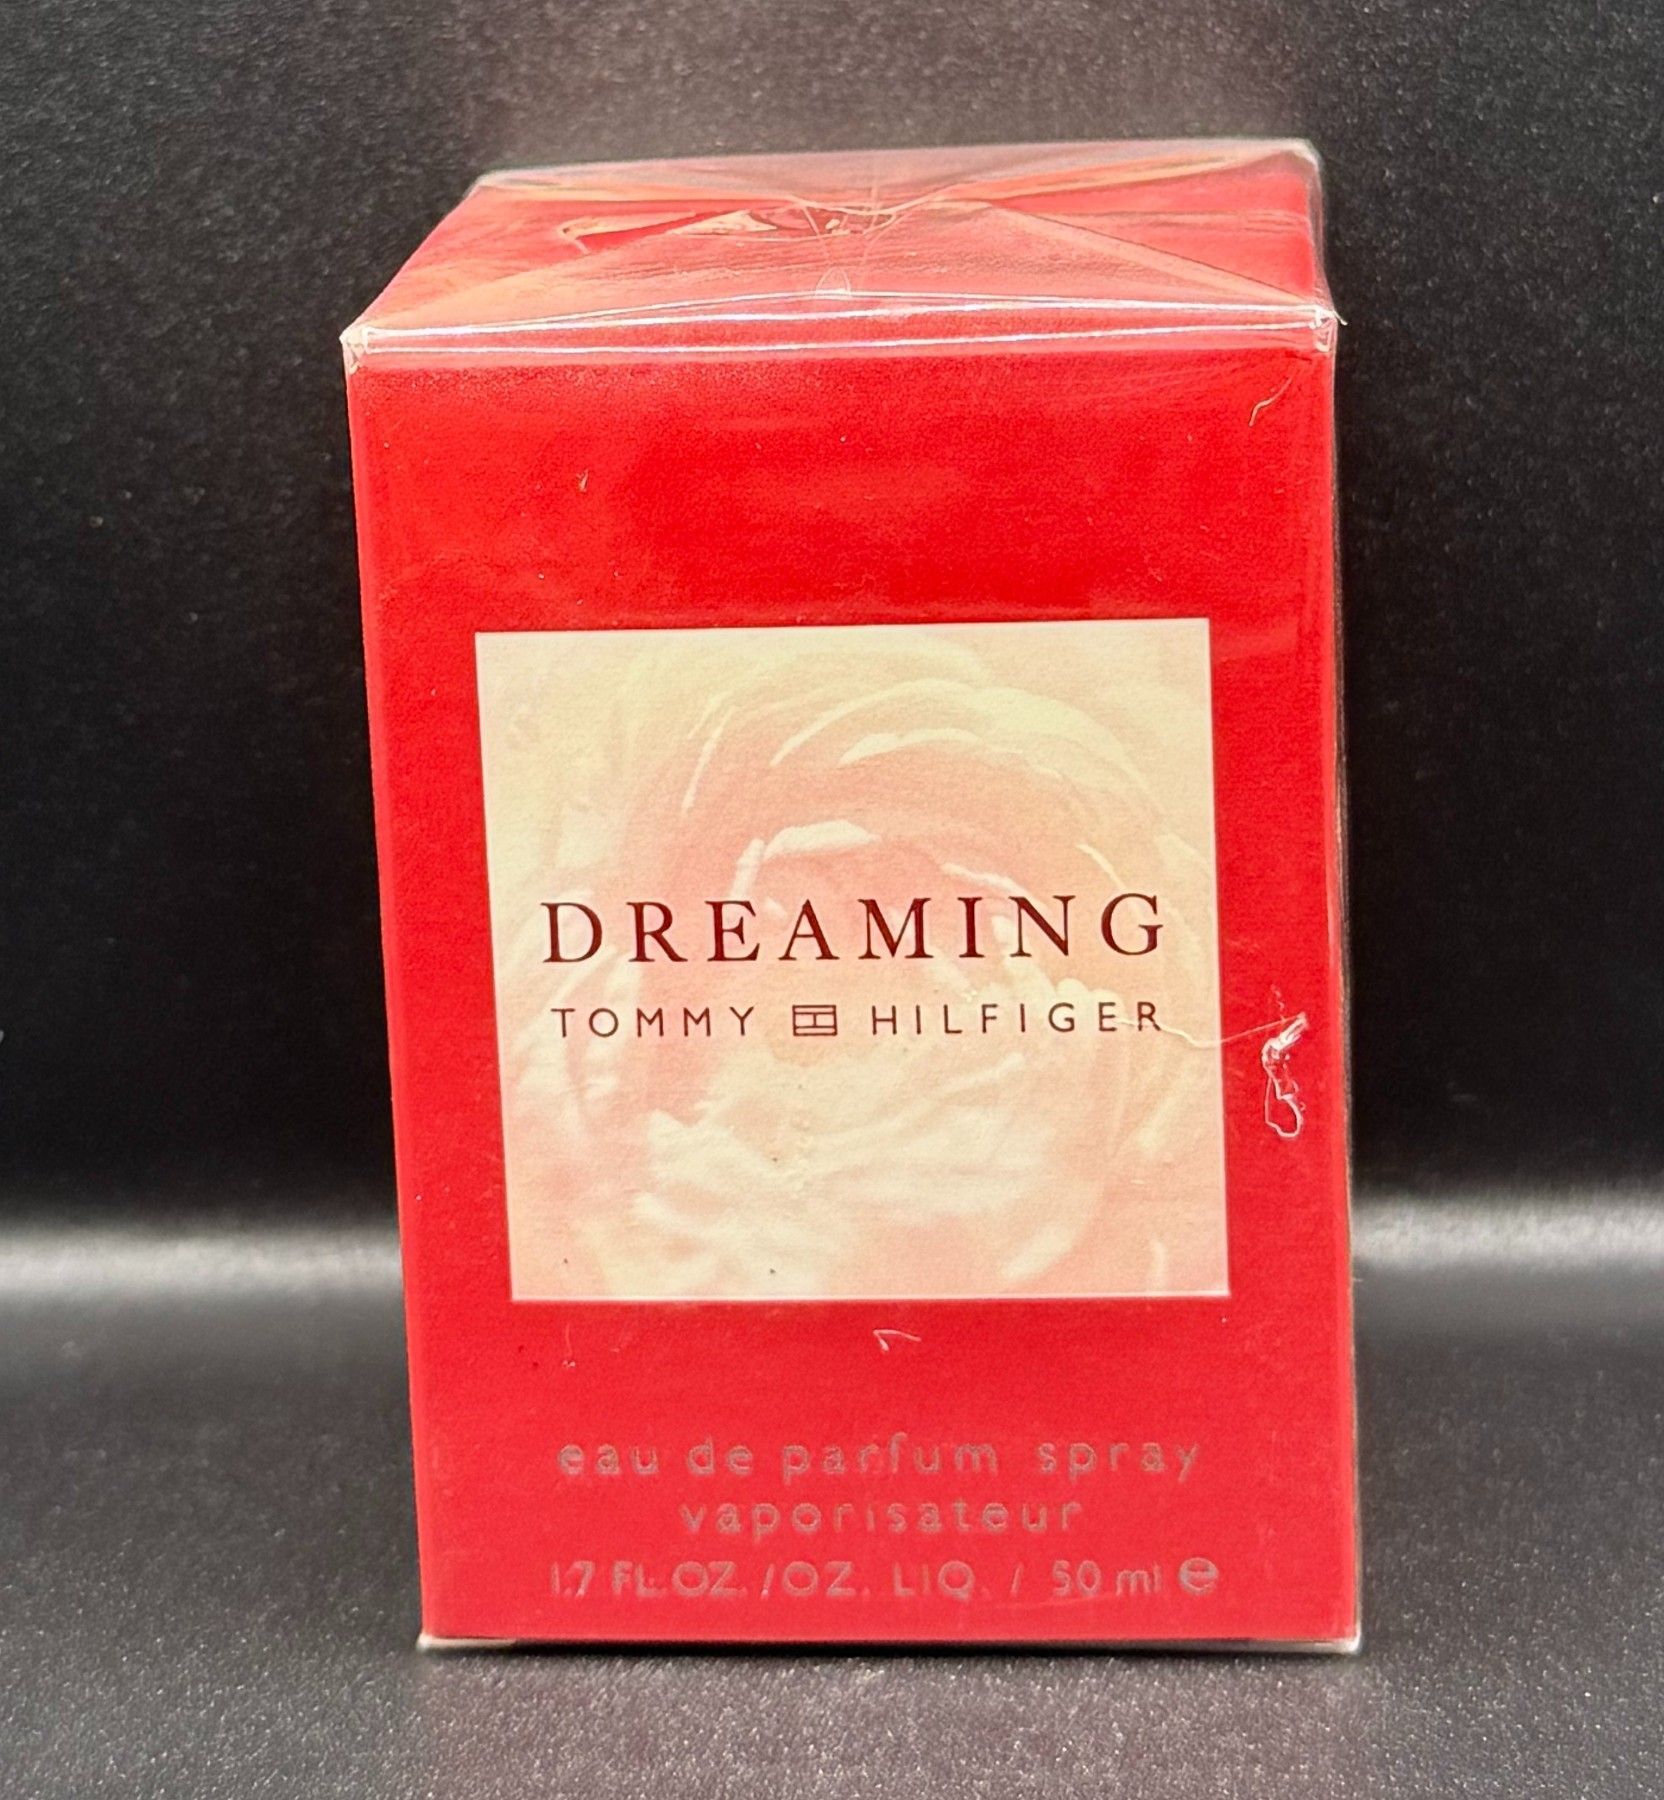 DREAMING
TOMMY HILFIGER
eau de parfum spray
vaporisateur
1.7 FL.OZ./OZ. LIQ. / 50 ml e